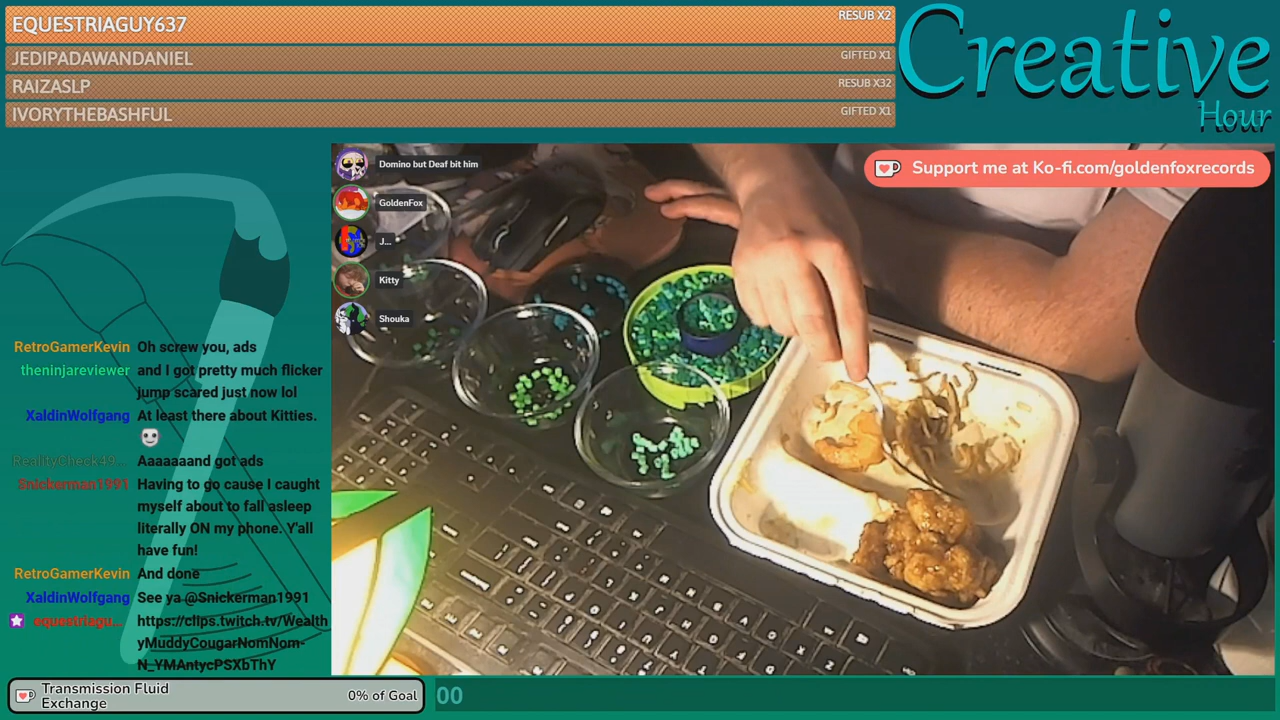 EQUESTRIAGUY637 RESUB X2
JEDIPADAWANDANIEL GIFTED X1
RAIZASLP RESUB X32
IVORYTHEBASHFUL GIFTED X1
Creative
Hour
Support me at Ko-fi.com/goldenfoxrecords
Domino but Deaf bit him
GoldenFox
J...
Kitty
Shouka
RetroGamerKevin Oh screw you, ads
theninjareviewer and I got pretty much flicker
jump scared just now lol
XaldinWolfgang At least there about Kitties.
RealityCheck49... Aaaaaaand got ads
Snickerman1991 Having to go cause I caught
myself about to fall asleep
literally ON my phone. Y'all
have fun!
RetroGamerKevin And done
XaldinWolfgang See ya @Snickerman1991
equestriagu... https://clips.twitch.tv/Wealth
yMuddyCougarNomNom-
N_YMAntycPSXbThY
Transmission Fluid
Exchange 0% of Goal
00